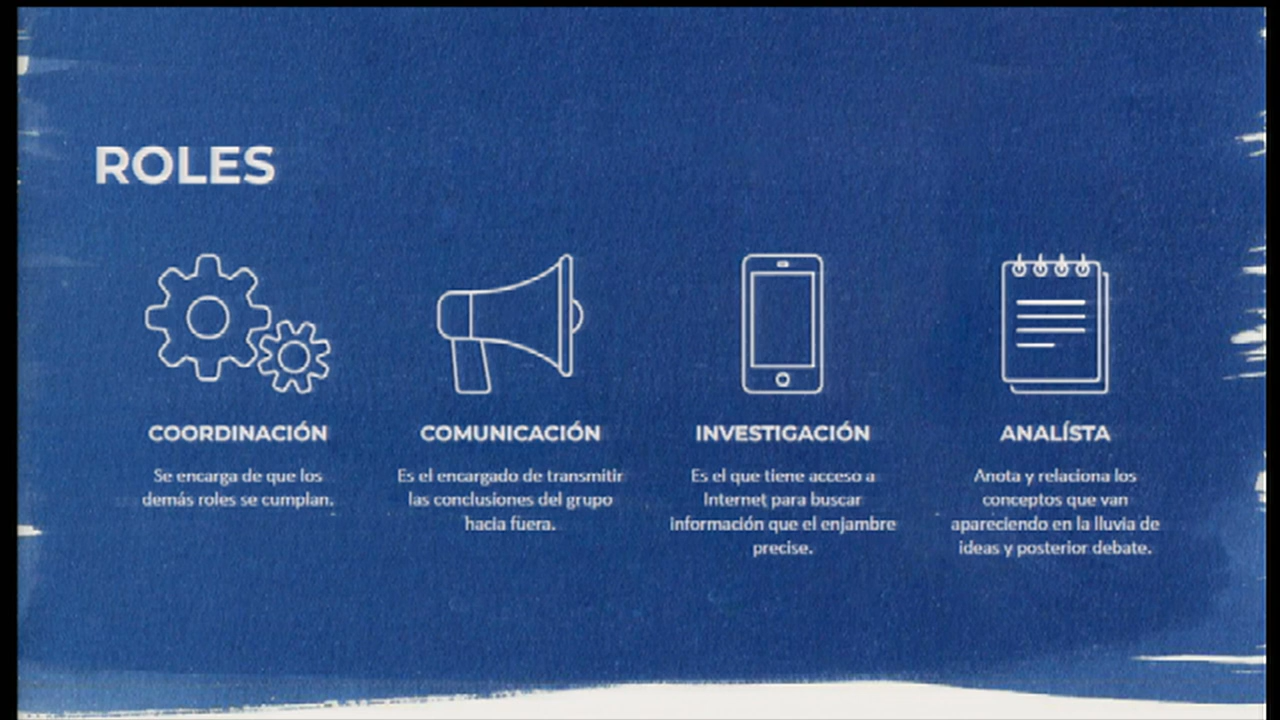 ROLES
COORDINACIÓN
Se encarga de que los
demás roles se cumplan.
COMUNICACIÓN
Es el encargado de transmitir
las conclusiones del grupo
hacia fuera.
INVESTIGACIÓN
Es el que tiene acceso a
Internet para buscar
información que el enjambre
precise.
ANALÍSTA
Anota y relaciona los
conceptos que van
apareciendo en la lluvia de
ideas y posterior debate.